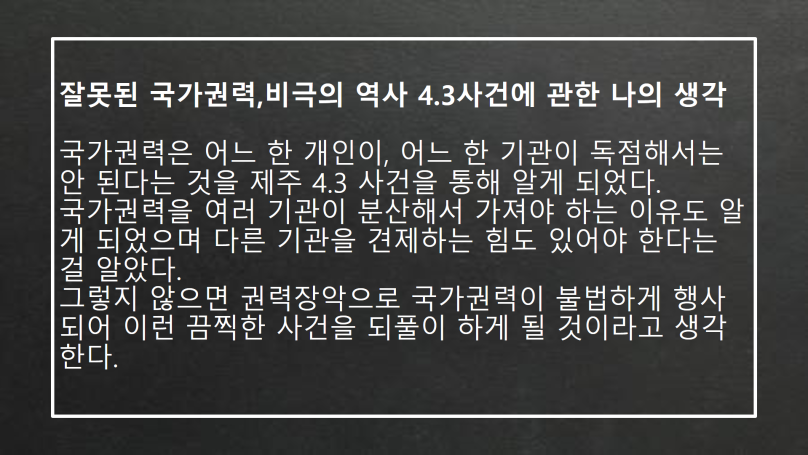 잘못된 국가권력,비극의 역사 4.3사건에 관한 나의 생각
국가권력은 어느 한 개인이, 어느 한 기관이 독점해서는
안 된다는 것을 제주 4.3 사건을 통해 알게 되었다.
국가권력을 여러 기관이 분산해서 가져야 하는 이유도 알
게 되었으며 다른 기관을 견제하는 힘도 있어야 한다는
걸 알았다.
그렇지 않으면 권력장악으로 국가권력이 불법하게 행사
되어 이런 끔찍한 사건을 되풀이 하게 될 것이라고 생각
한다.